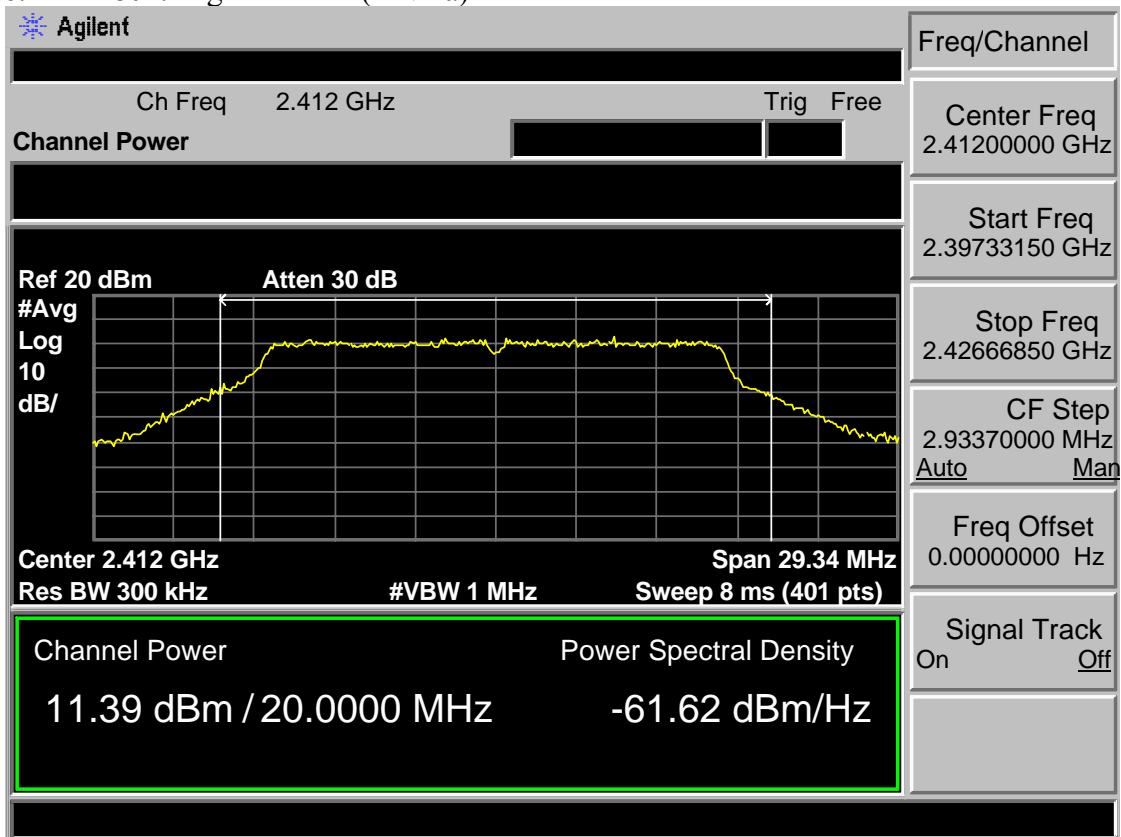 Agilent
Freq/Channel
Ch Freq 2.412 GHz Trig Free
Channel Power
Center Freq
2.41200000 GHz
Start Freq
2.39733150 GHz
Stop Freq
2.42666850 GHz
CF Step
2.93370000 MHz
Auto Man
Freq Offset
0.00000000 Hz
Signal Track
On Off
Ref 20 dBm Atten 30 dB
#Avg
Log
10
dB/
Center 2.412 GHz Span 29.34 MHz
Res BW 300 kHz #VBW 1 MHz Sweep 8 ms (401 pts)
Channel Power Power Spectral Density
11.39 dBm / 20.0000 MHz -61.62 dBm/Hz